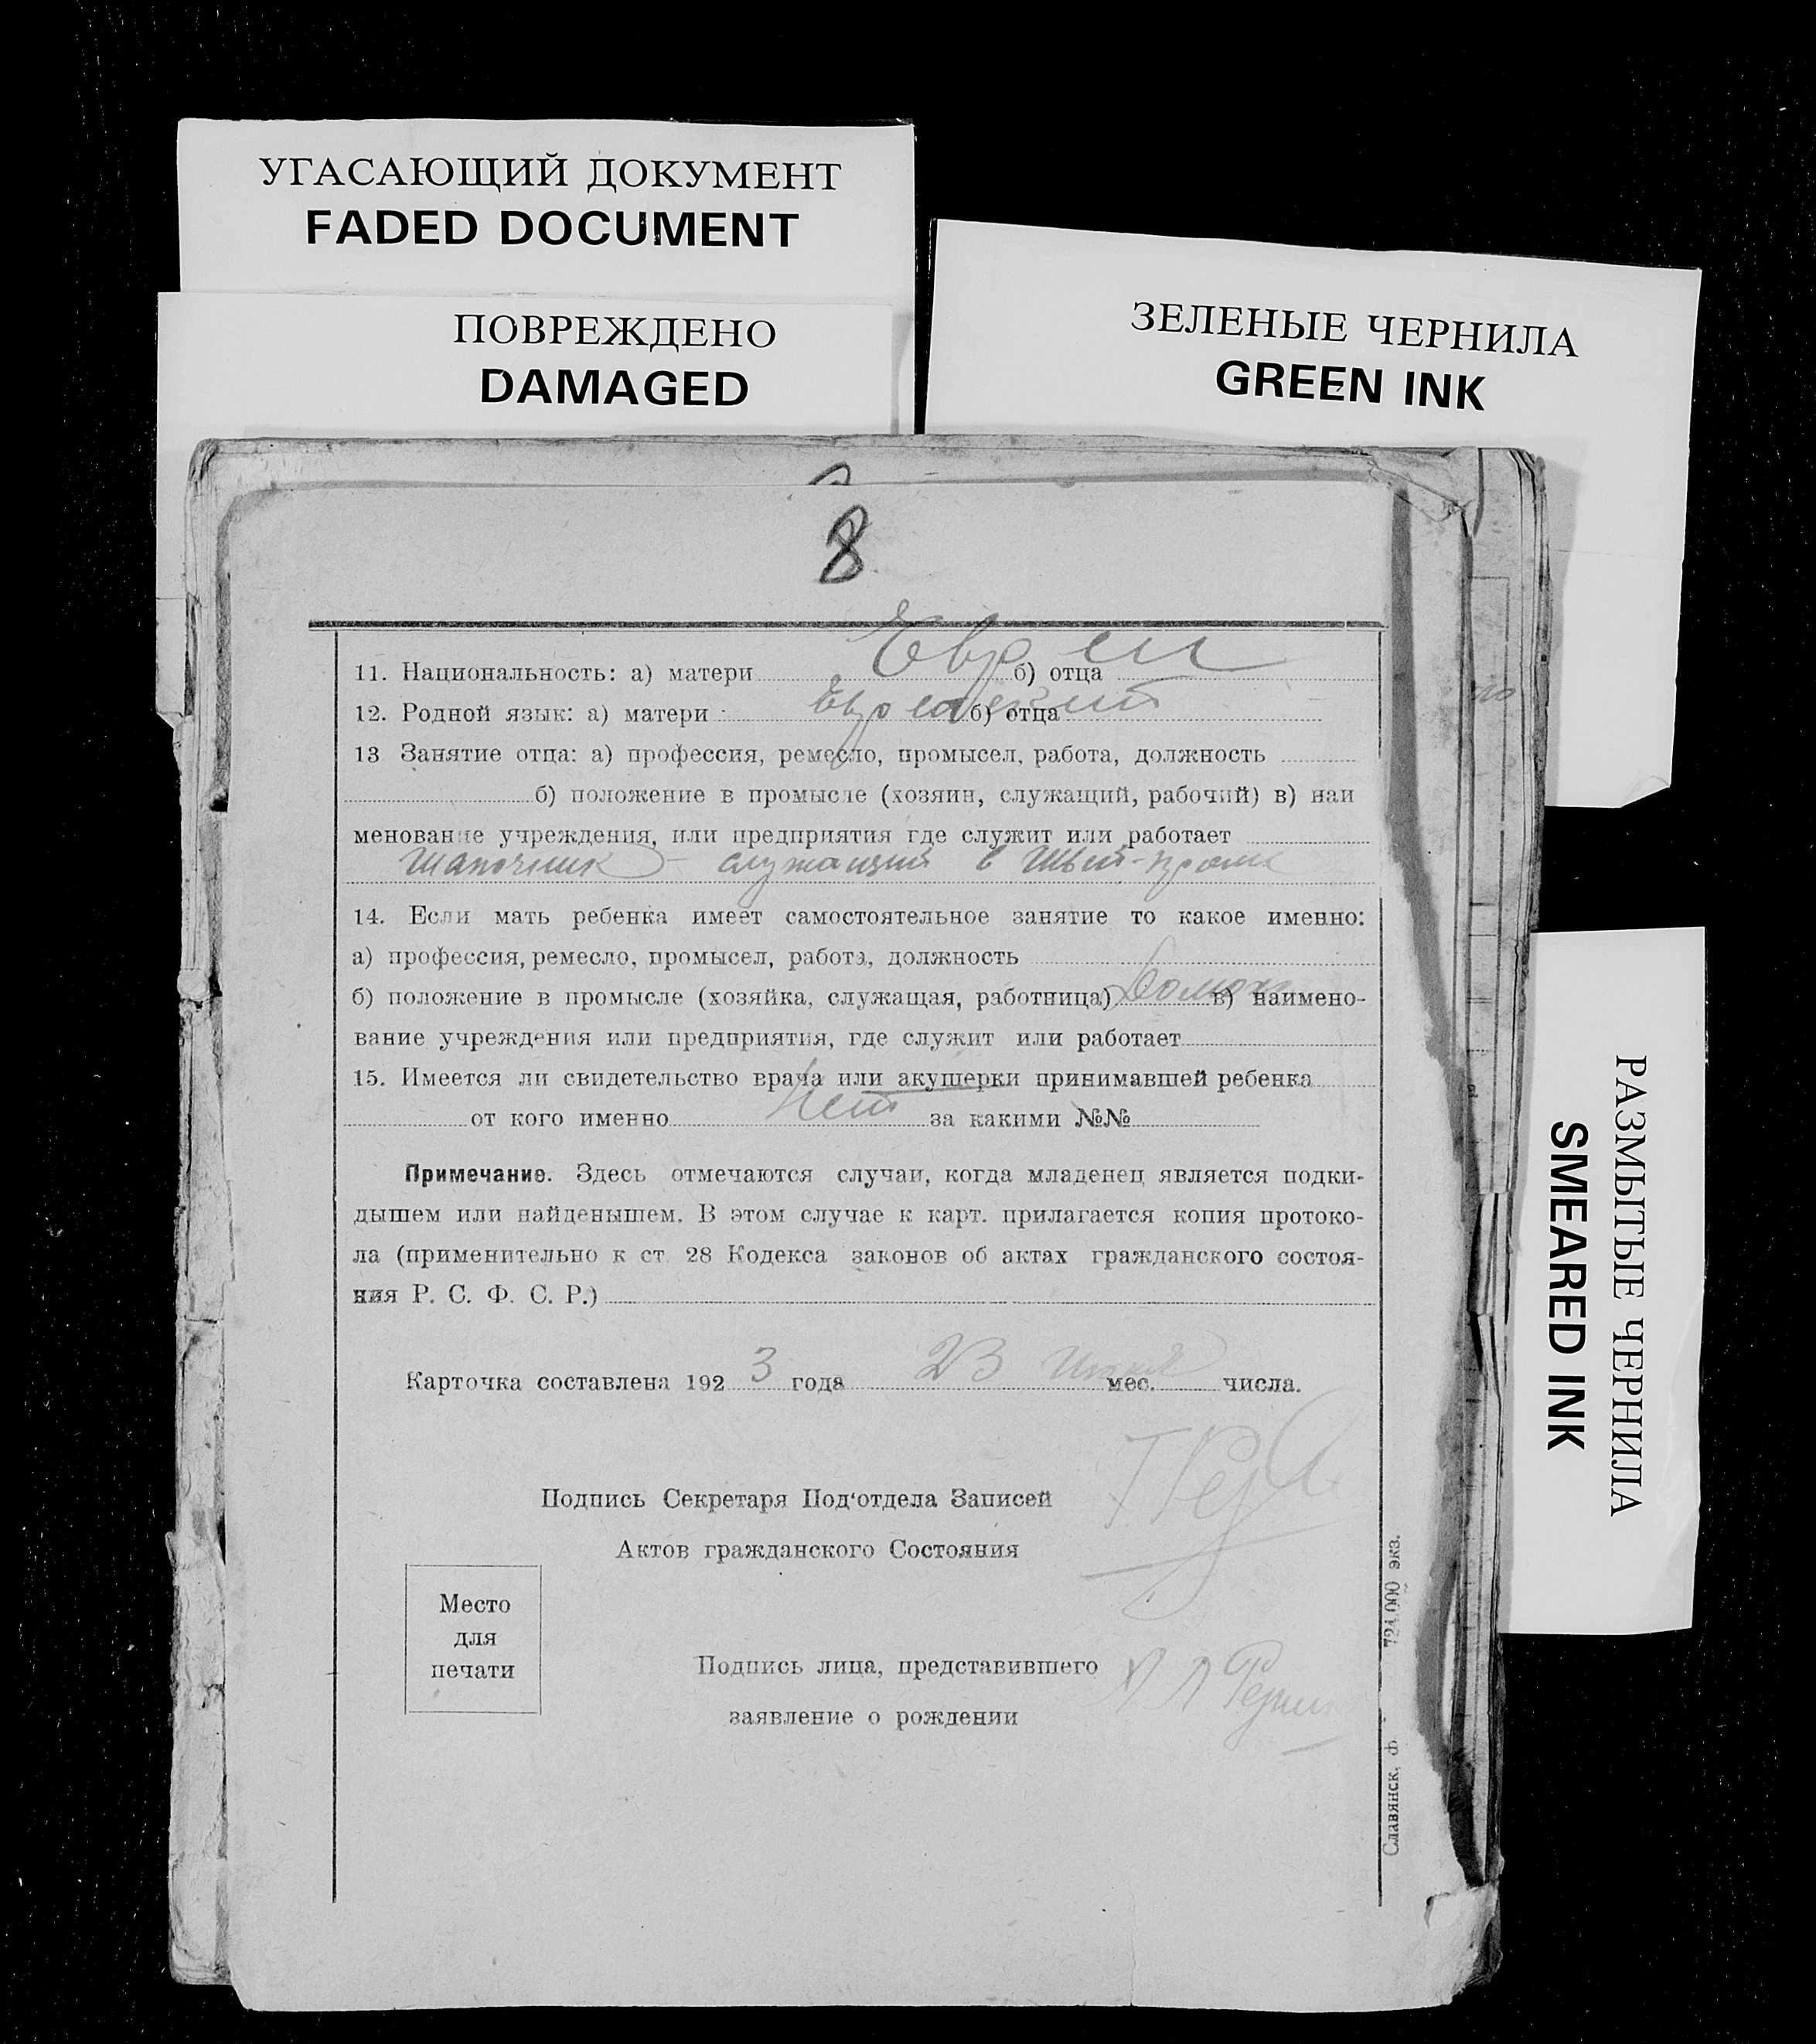 УГАСАЮЩИЙ ДОКУМЕНТ
FADED DOCUMENT
ПОВРЕЖДЕНО
DAMAGED
ЗЕЛЕНЫЕ ЧЕРНИЛА
GREEN INK
8
Евреи
11. Национальность: а) матери б) отца
Еврейский
12. Родной язык: а) матери б) отца
13 Занятие отца: а) профессия, ремесло, промысел, работа, должность
б) положение в промысле (хозяин, служащий, рабочий) в) наи
менование учреждения, или предприятия где служит или работает
шапочник – служащий в Швей-проме
14. Если мать ребенка имеет самостоятельное занятие то какое именно:
а) профессия, ремесло, промысел, работа, должность
б) положение в промысле (хозяйка, служащая, работница) в) наимено-
вание учреждения или предприятия, где служит или работает
15. Имеется ли свидетельство врача или акушерки принимавшей ребенка
от кого именно Нет за какими №№
Примечание. Здесь отмечаются случаи, когда младенец является подки-
дышем или найденышем. В этом случае к карт. прилагается копия протоко-
ла (применительно к ст 28 Кодекса законов об актах гражданского состоя-
ния Р. С. Ф. С. Р.)
Карточка составлена 192 3 года 23 мес. числа.
Подпись Секретаря Под'отдела Записей
Актов гражданского Состояния
Место
для
печати
Подпись лица, представившего
заявление о рождении
Славянск, Ф
724.000 экз.
РАЗМЫТЫЕ ЧЕРНИЛА
SMEARED INK